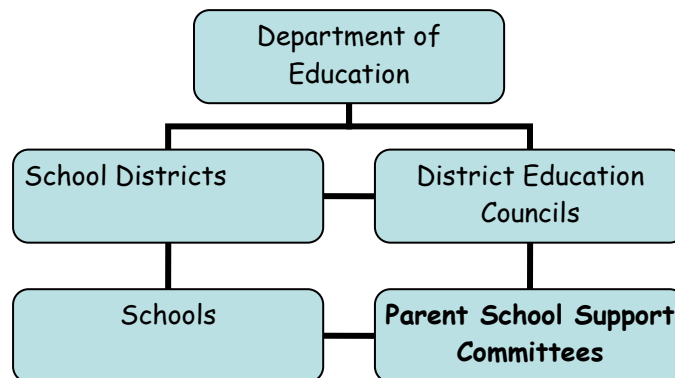 Department of
Education
School Districts
District Education
Councils
Schools
Parent School Support
Committees